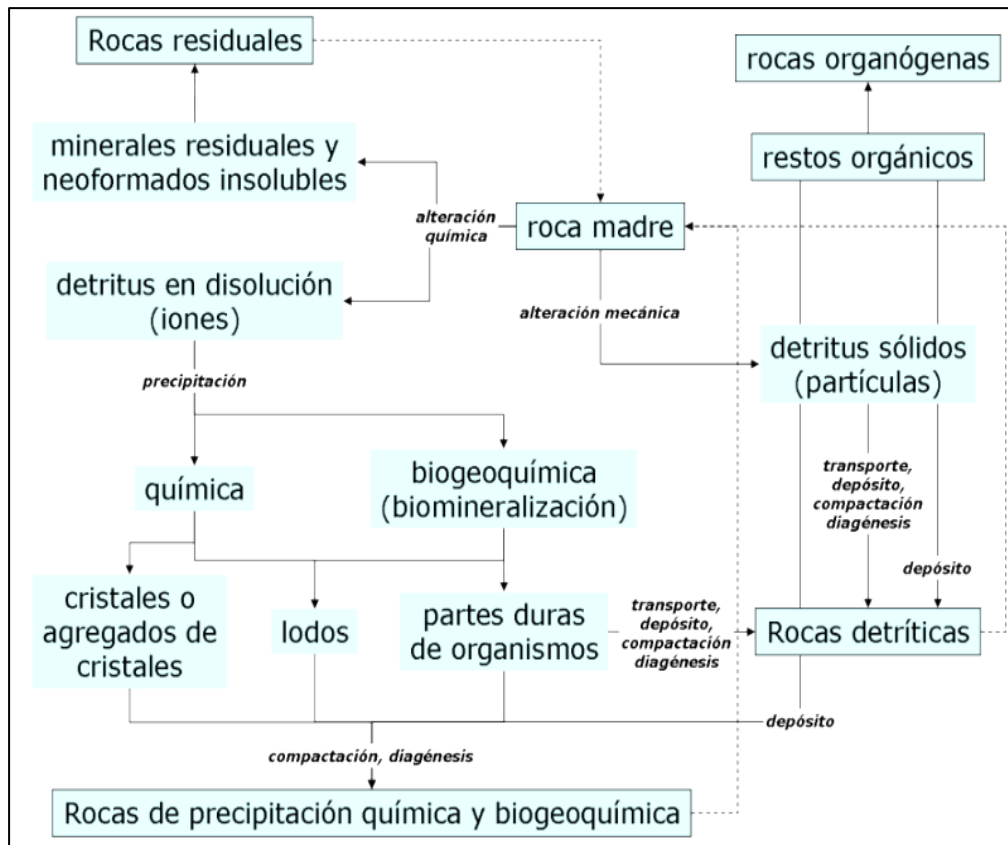 Rocas residuales
rocas organógenas
minerales residuales y
neoformados insolubles
restos orgánicos
alteración
química
roca madre
detritus en disolución
(iones)
alteración mecánica
detritus sólidos
(partículas)
precipitación
química
biogeoquímica
(biomineralización)
transporte,
depósito,
compactación
diagénesis
depósito
cristales o
agregados de
cristales
lodos
partes duras
de organismos
transporte,
depósito,
compactación
diagénesis
Rocas detríticas
depósito
compactación, diagénesis
Rocas de precipitación química y biogeoquímica